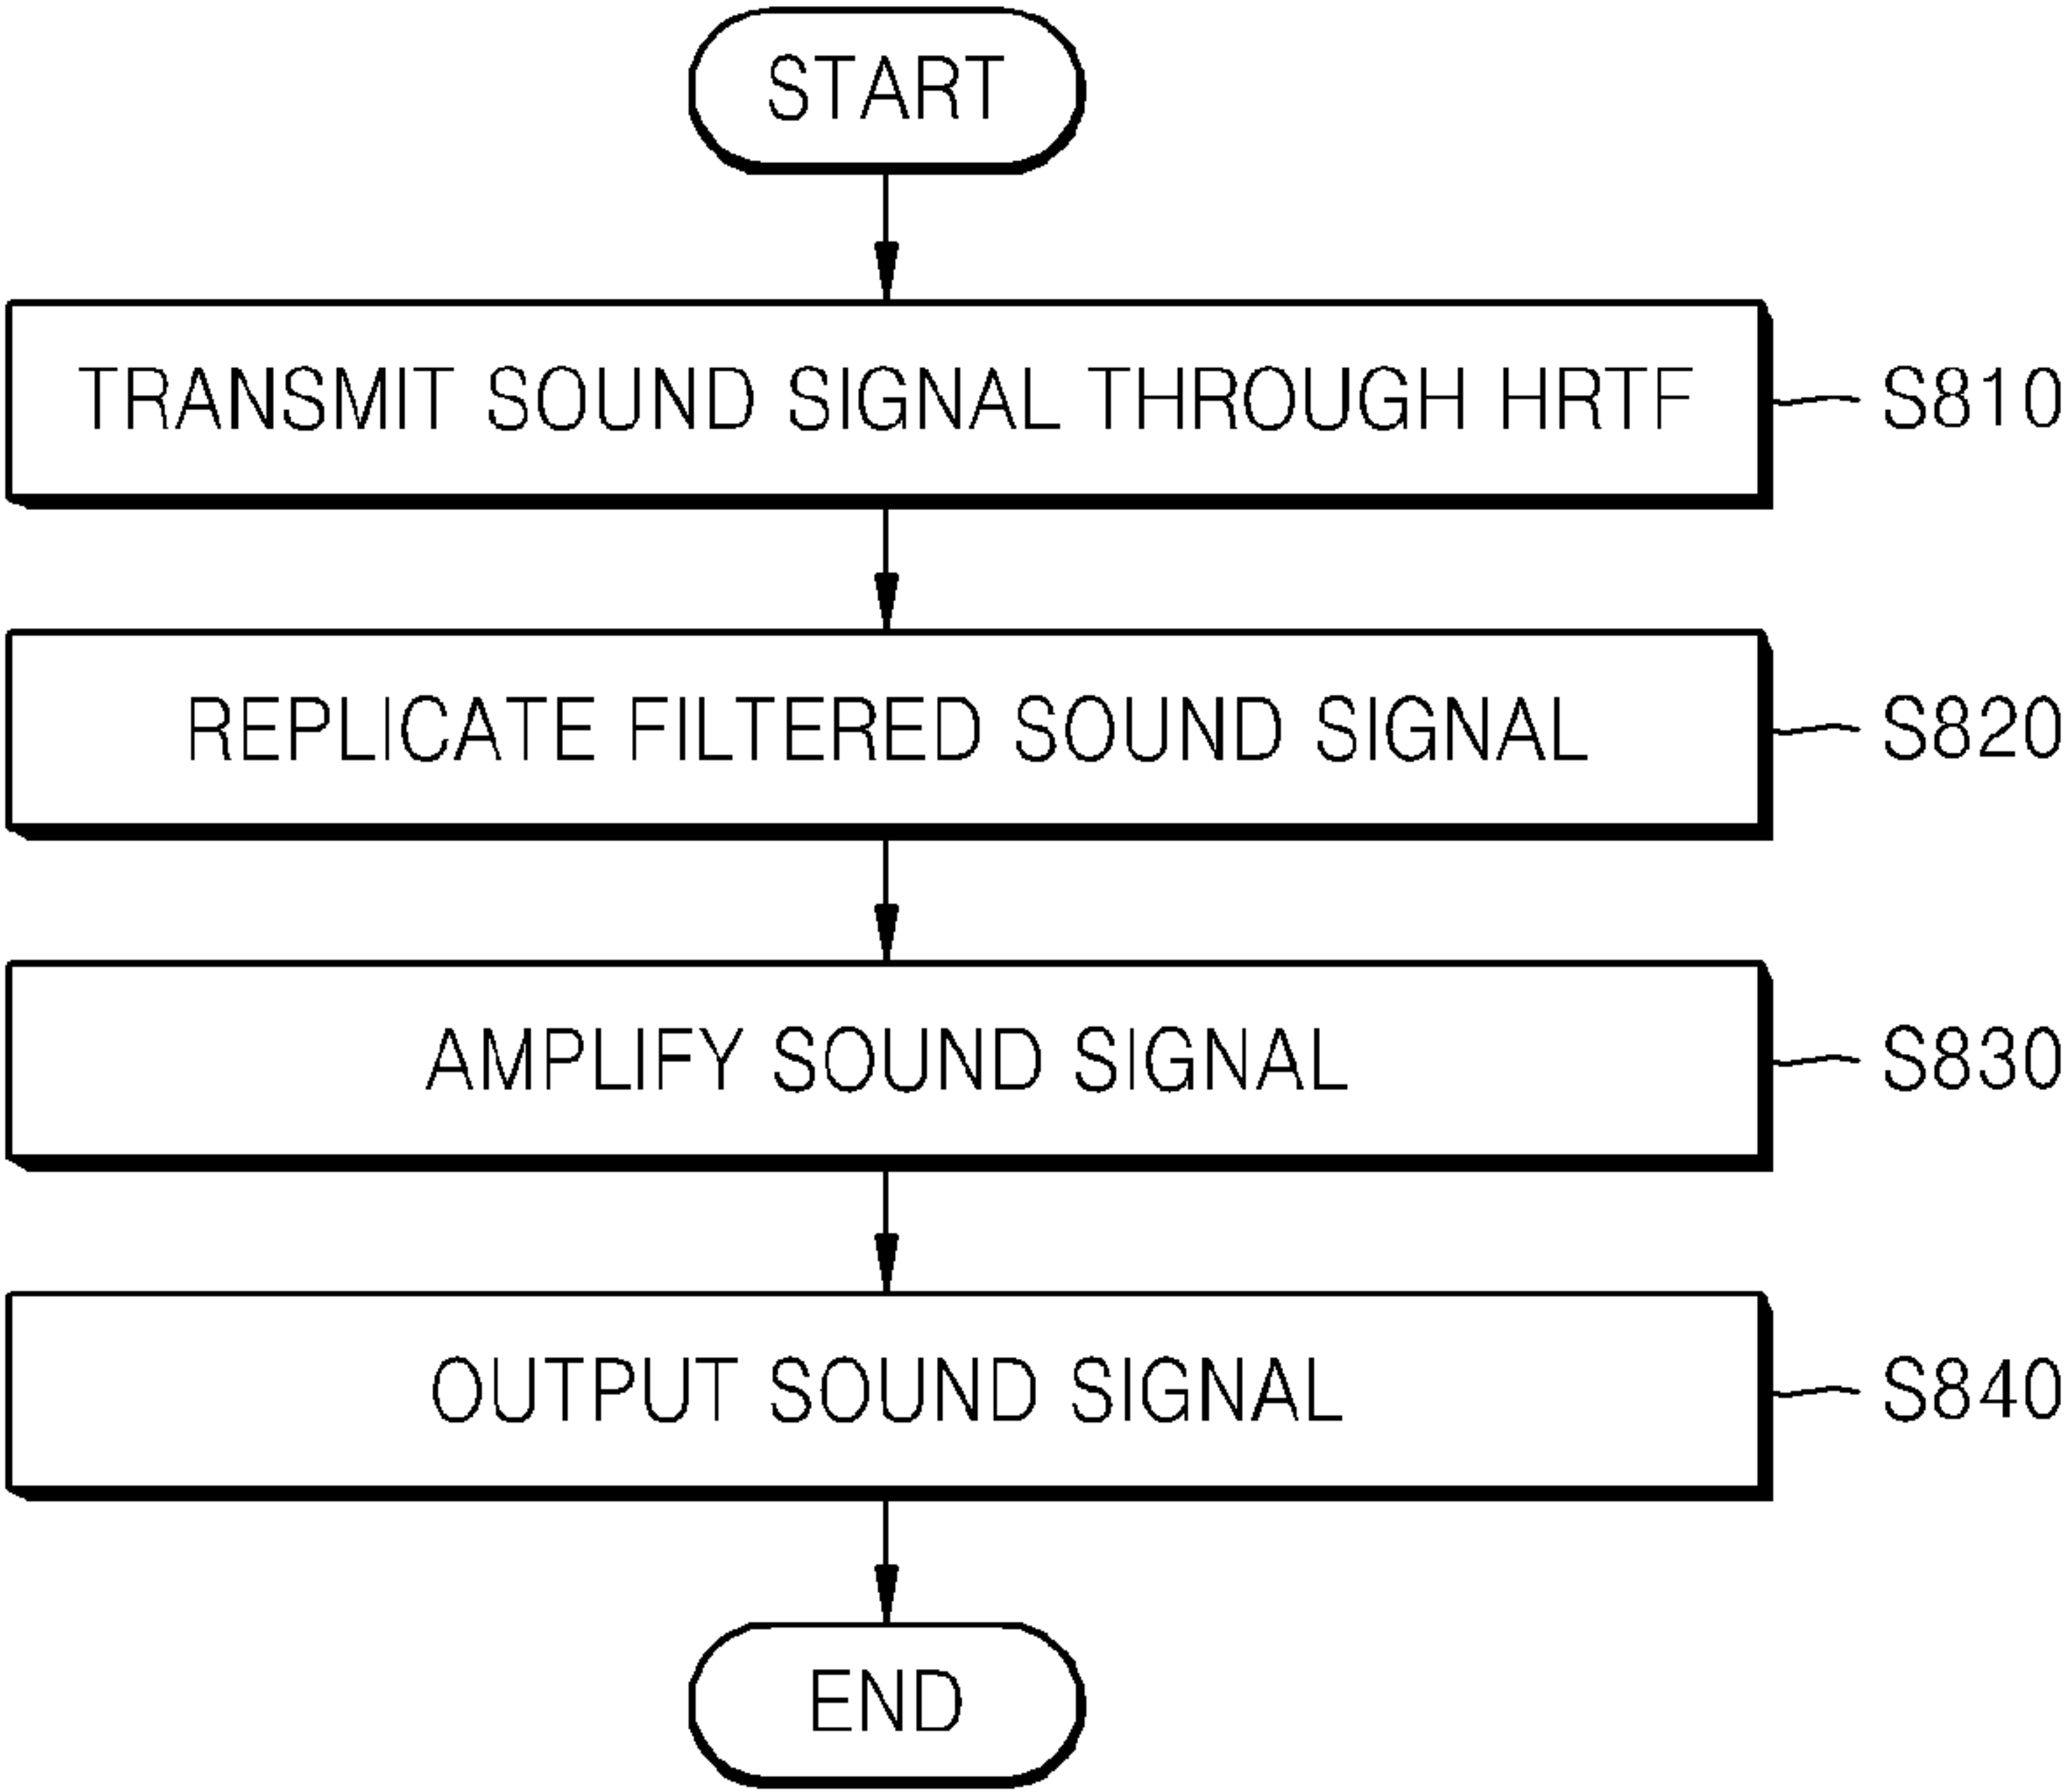 START
TRANSMIT SOUND SIGNAL THROUGH HRTF S810
REPLICATE FILTERED SOUND SIGNAL S820
AMPLIFY SOUND SIGNAL S830
OUTPUT SOUND SIGNAL S840
END